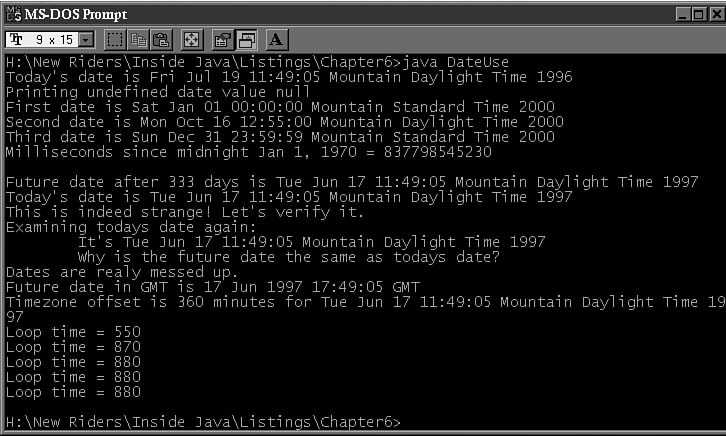 MS-DOS Prompt
9 x 15
A
H:\New Riders\Inside Java\Listings\Chapter6>java DateUse
Today's date is Fri Jul 19 11:49:05 Mountain Daylight Time 1996
Printing undefined date value null
First date is Sat Jan 01 00:00:00 Mountain Standard Time 2000
Second date is Mon Oct 16 12:55:00 Mountain Daylight Time 2000
Third date is Sun Dec 31 23:59:59 Mountain Standard Time 2000
Milliseconds since midnight Jan 1, 1970 = 837798545230
Future date after 333 days is Tue Jun 17 11:49:05 Mountain Daylight Time 1997
Today's date is Tue Jun 17 11:49:05 Mountain Daylight Time 1997
This is indeed strange! Let's verify it.
Examining todays date again:
It's Tue Jun 17 11:49:05 Mountain Daylight Time 1997
Why is the future date the same as todays date?
Dates are realy messed up.
Future date in GMT is 17 Jun 1997 17:49:05 GMT
Timezone offset is 360 minutes for Tue Jun 17 11:49:05 Mountain Daylight Time 19
97
Loop time = 550
Loop time = 870
Loop time = 880
Loop time = 880
Loop time = 880
H:\New Riders\Inside Java\Listings\Chapter6>